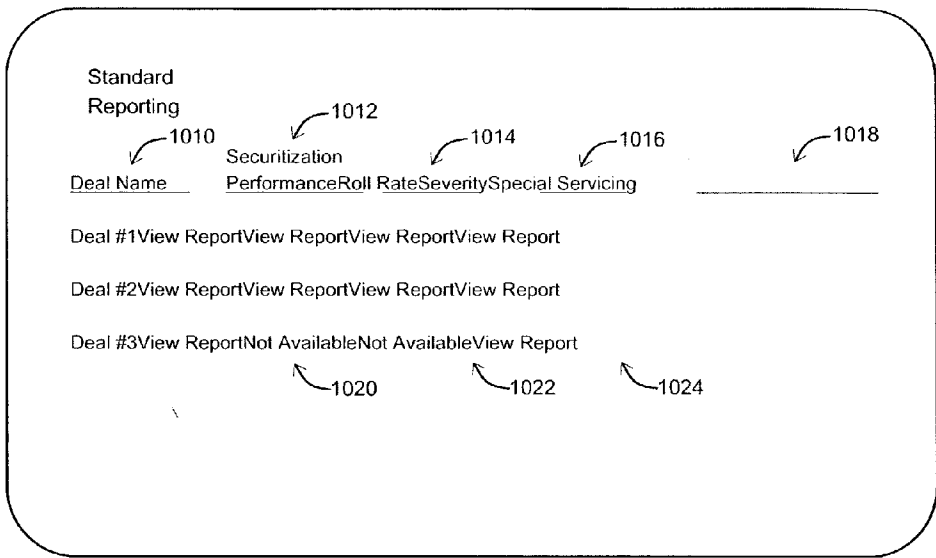 Standard
Reporting
1010
1012
1014
1016
1018
Securitization
Deal Name PerformanceRoll RateSeveritySpecial Servicing
Deal #1View ReportView ReportView ReportView Report
Deal #2View ReportView ReportView ReportView Report
Deal #3View ReportNot AvailableNot AvailableView Report
1020
1022
1024